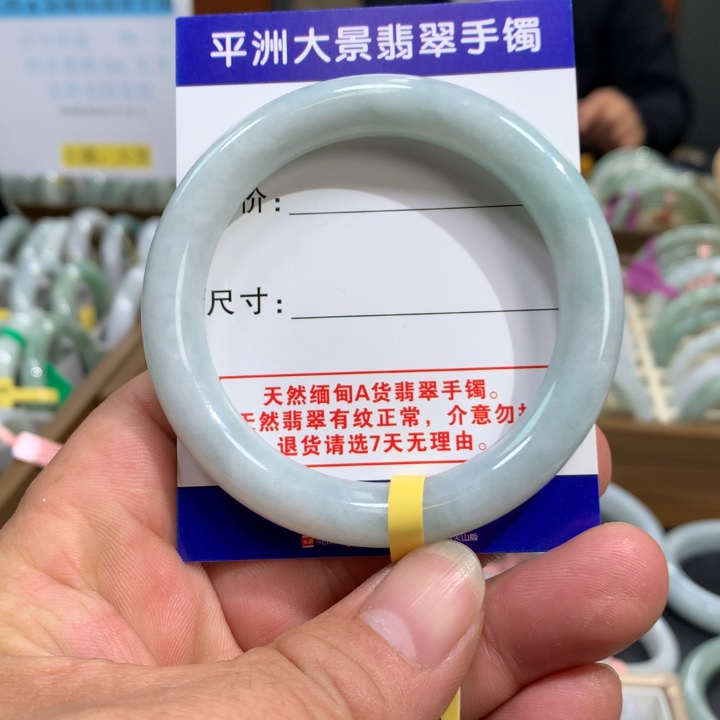 平洲大景翡翠手镯
价:
尺寸:
天然缅甸A货翡翠手镯。
天然翡翠有纹正常，介意勿拍
退货请选7天无理由。